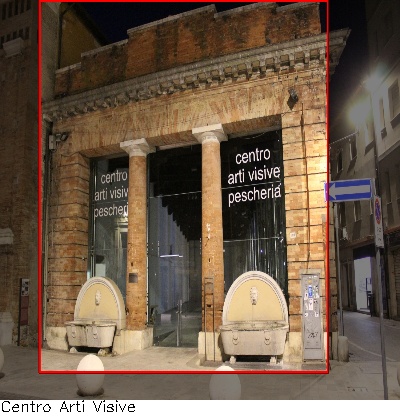 centro
arti visive
pescheria
centro
arti visive
pescheria
Centro Arti Visive